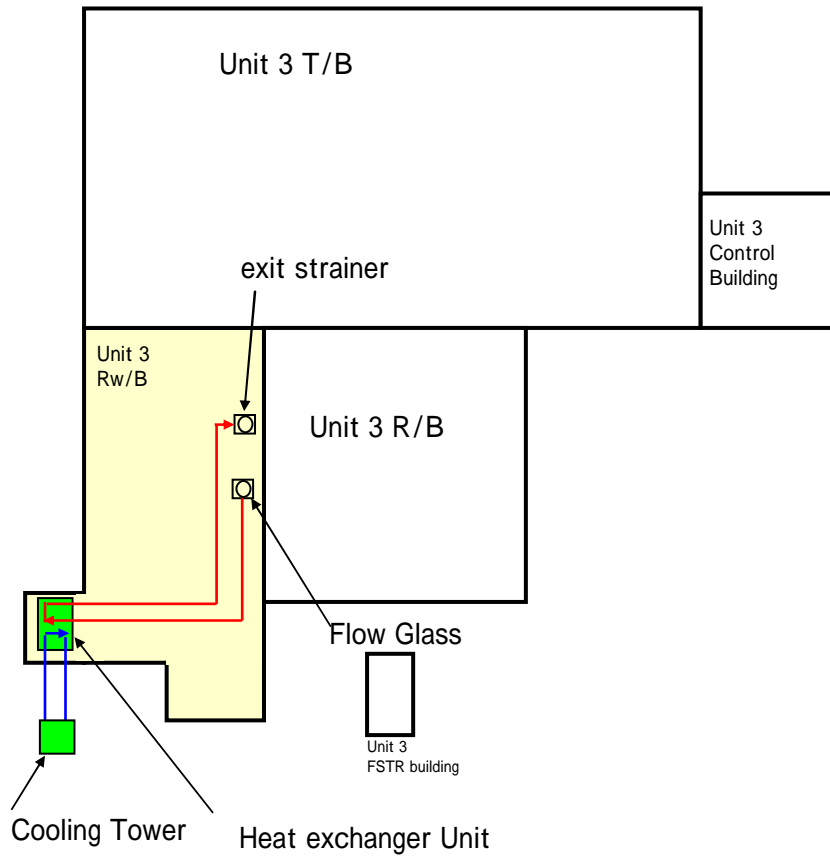 Unit 3 T/B
Unit 3
Control
Building
exit strainer
Unit 3
Rw/B
Unit 3 R/B
Flow Glass
Unit 3
FSTR building
Cooling Tower
Heat exchanger Unit